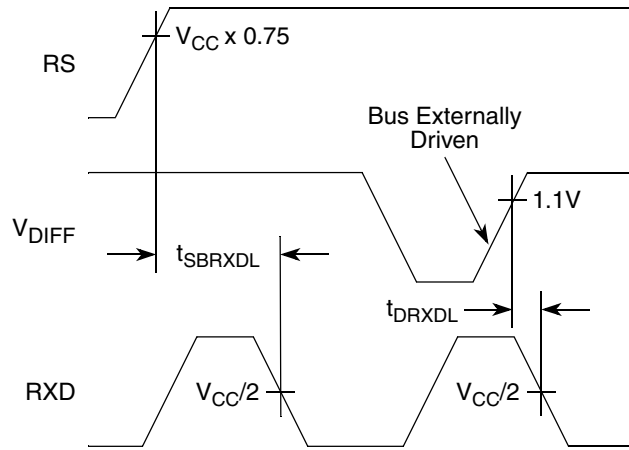 V_CC x 0.75
RS
Bus Externally
Driven
1.1V
V_DIFF
t_SBRXDL
t_DRXDL
RXD
V_CC/2
V_CC/2